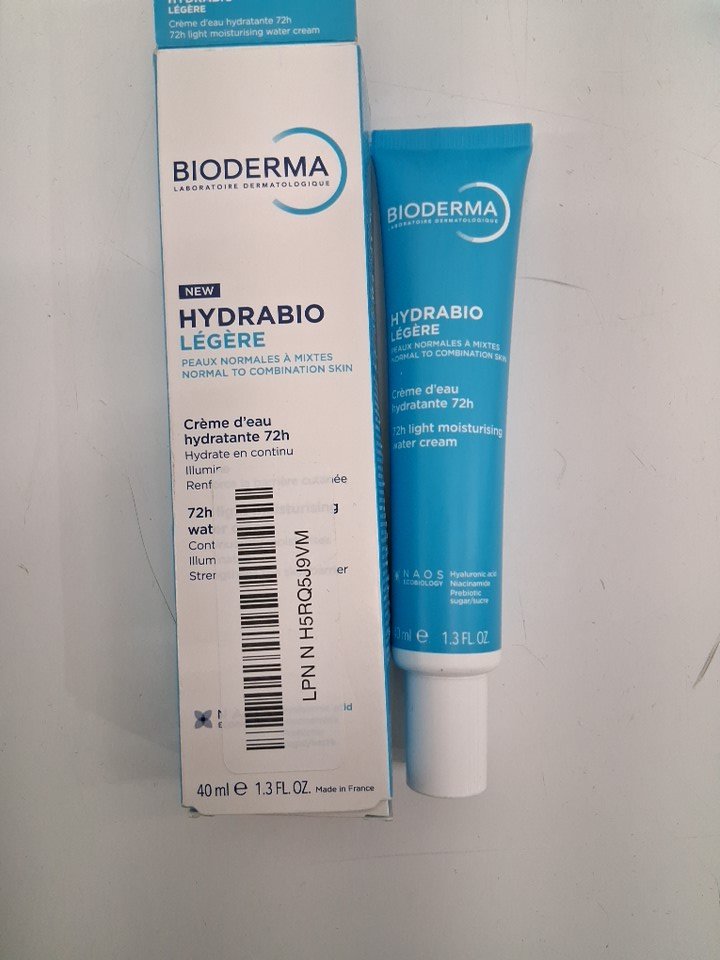 LÉGÈRE
Crème d'eau hydratante 72h
72h light moisturising water cream
BIODERMA
LABORATOIRE DERMATOLOGIQUE
NEW
HYDRABIO
LÉGÈRE
PEAUX NORMALES À MIXTES
NORMAL TO COMBINATION SKIN
Crème d'eau
hydratante 72h
Hydrate en continu
72h
LPN N H5RQ5J9VM
40 ml e 1.3 FL. OZ. Made in France
BIODERMA
LABORATOIRE DERMATOLOGIQUE
HYDRABIO
LÉGÈRE
PEAUX NORMALES À MIXTES
NORMAL TO COMBINATION SKIN
Crème d'eau
hydratante 72h
72h light moisturising
water cream
NAOS
ECOBIOLOGY
Hyaluronic acid
Niacinamide
Prebiotic
sugar/sucre
ml e 1.3 FL. OZ.